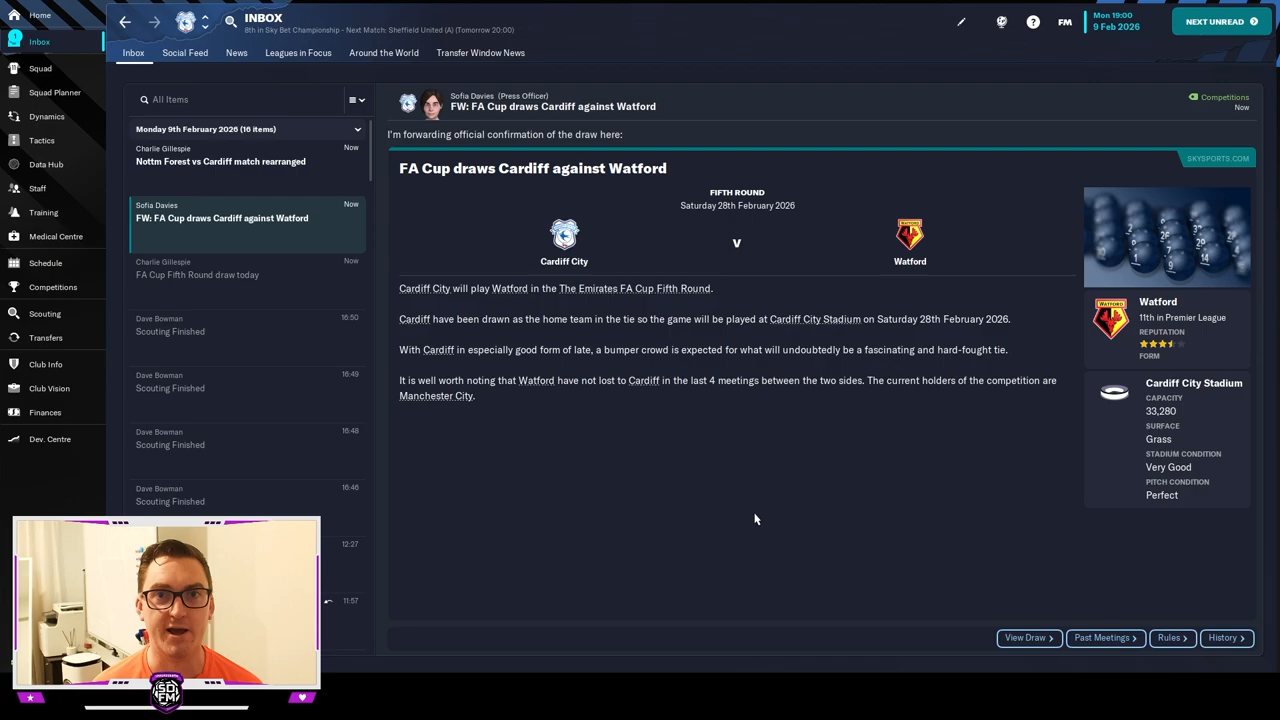 Home
1
Inbox
Squad
Squad Planner
Dynamics
Tactics
Data Hub
Staff
Training
Medical Centre
Schedule
Competitions
Scouting
Transfers
Club Info
Club Vision
Finances
Dev. Centre
INBOX
8th in Sky Bet Championship - Next Match: Sheffield United (A) (Tomorrow 20:00)
FM
Mon 19:00
9 Feb 2026
NEXT UNREAD
Inbox
Social Feed
News
Leagues in Focus
Around the World
Transfer Window News
All Items
Monday 9th February 2026 (16 items)
Charlie Gillespie
Now
Nottm Forest vs Cardiff match rearranged
Sofia Davies
Now
FW: FA Cup draws Cardiff against Watford
Charlie Gillespie
Now
FA Cup Fifth Round draw today
Dave Bowman
16:50
Scouting Finished
Dave Bowman
16:49
Scouting Finished
Dave Bowman
16:48
Scouting Finished
Dave Bowman
16:46
Scouting Finished
12:27
11:57
Sofia Davies (Press Officer)
FW: FA Cup draws Cardiff against Watford
Competitions
Now
I'm forwarding official confirmation of the draw here:
SKYSPORTS.COM
FA Cup draws Cardiff against Watford
FIFTH ROUND
Saturday 28th February 2026
v
Cardiff City
Watford
Cardiff City will play Watford in the The Emirates FA Cup Fifth Round.
Cardiff have been drawn as the home team in the tie so the game will be played at Cardiff City Stadium on Saturday 28th February 2026.
With Cardiff in especially good form of late, a bumper crowd is expected for what will undoubtedly be a fascinating and hard-fought tie.
It is well worth noting that Watford have not lost to Cardiff in the last 4 meetings between the two sides. The current holders of the competition are
Manchester City.
Watford
11th in Premier League
REPUTATION
FORM
Cardiff City Stadium
CAPACITY
33,280
SURFACE
Grass
STADIUM CONDITION
Very Good
PITCH CONDITION
Perfect
View Draw
Past Meetings
Rules
History
SD
FM